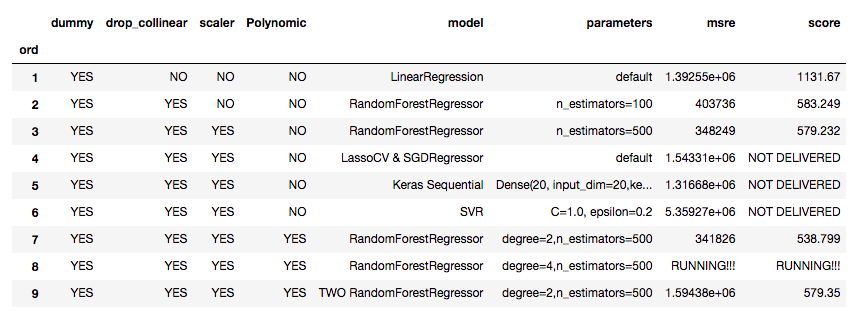 dummy drop_collinear scaler Polynomic model parameters msre score
ord
1 YES NO NO NO LinearRegression default 1.39255e+06 1131.67
2 YES YES NO NO RandomForestRegressor n_estimators=100 403736 583.249
3 YES YES YES NO RandomForestRegressor n_estimators=500 348249 579.232
4 YES YES YES NO LassoCV & SGDRegressor default 1.54331e+06 NOT DELIVERED
5 YES YES YES NO Keras Sequential Dense(20, input_dim=20,ke... 1.31668e+06 NOT DELIVERED
6 YES YES YES NO SVR C=1.0, epsilon=0.2 5.35927e+06 NOT DELIVERED
7 YES YES YES YES RandomForestRegressor degree=2,n_estimators=500 341826 538.799
8 YES YES YES YES RandomForestRegressor degree=4,n_estimators=500 RUNNING!!! RUNNING!!!
9 YES YES YES YES TWO RandomForestRegressor degree=2,n_estimators=500 1.59438e+06 579.35